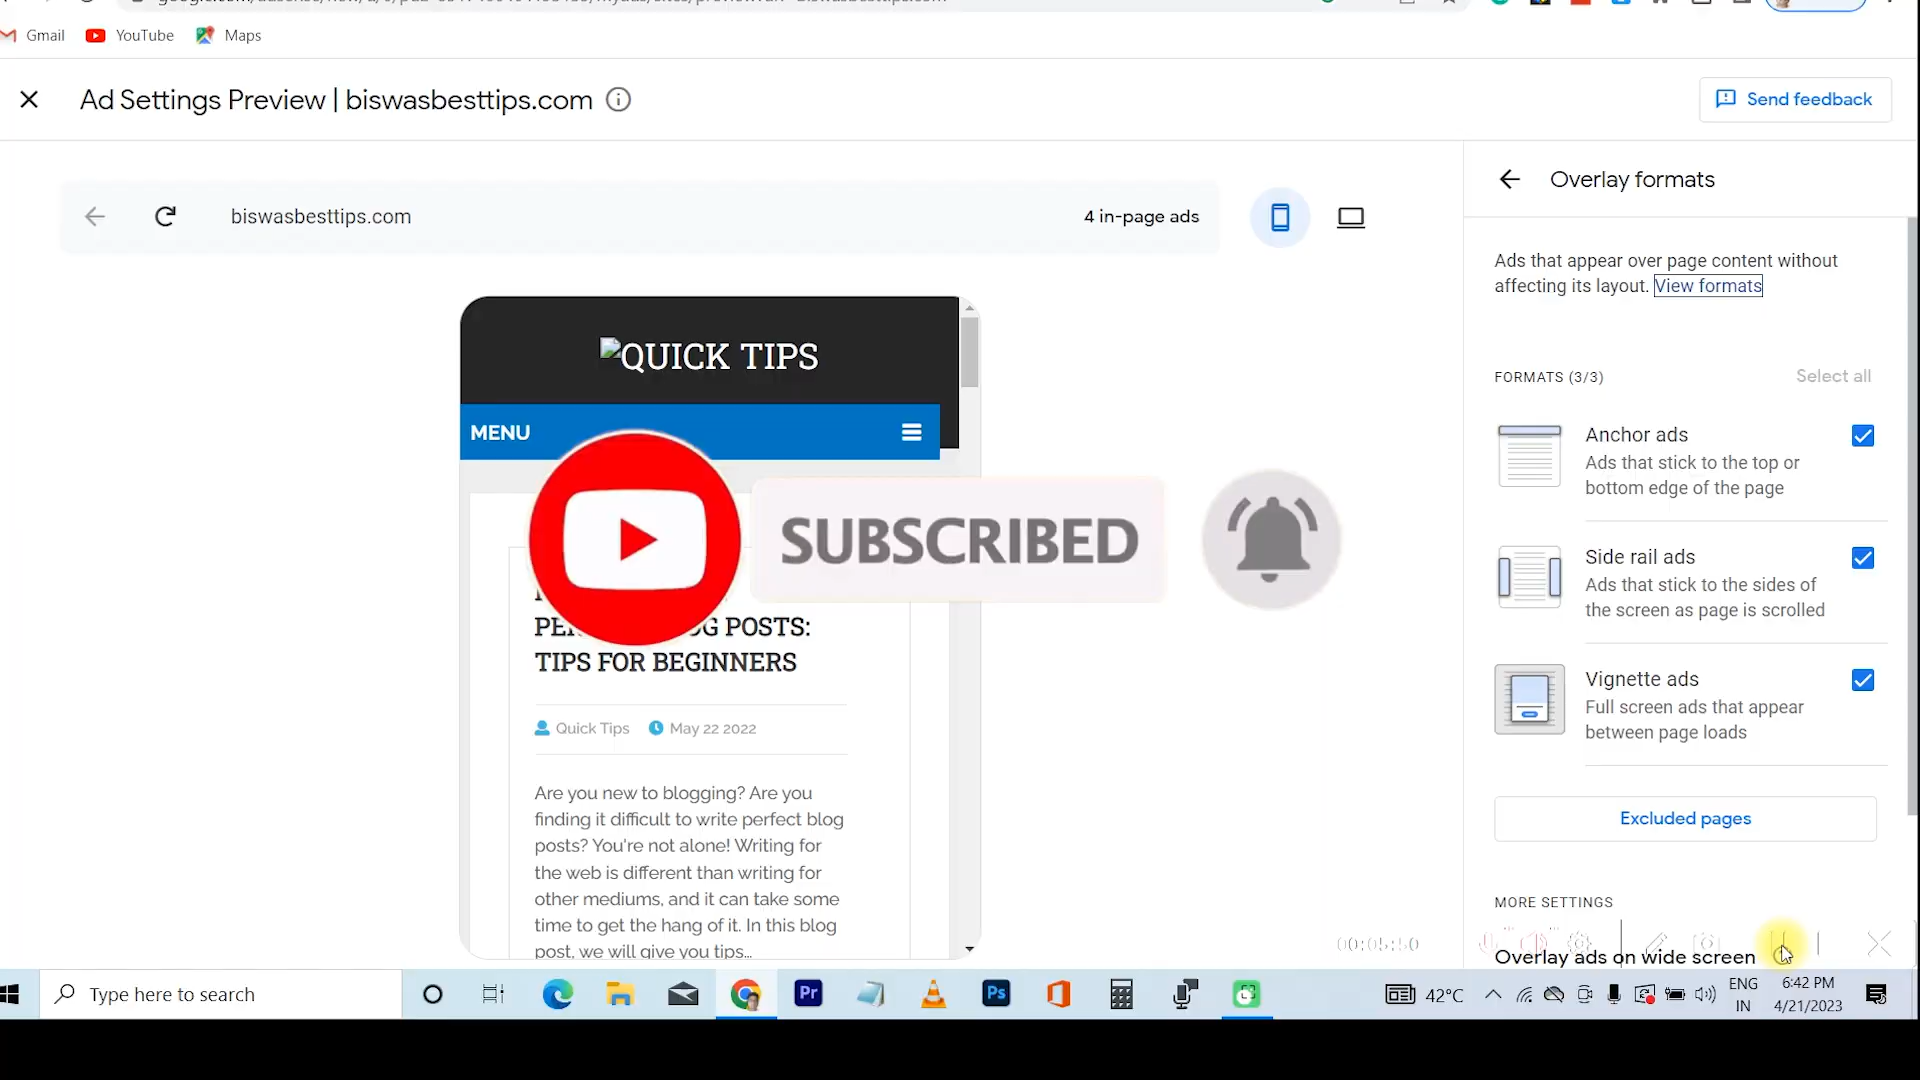 Gmail YouTube Maps
Ad Settings Preview | biswasbesttips.com
Send feedback
biswasbesttips.com
4 in-page ads
QUICK TIPS
MENU
SUBSCRIBED
G POSTS:
TIPS FOR BEGINNERS
Quick Tips May 22 2022
Are you new to blogging? Are you
finding it difficult to write perfect blog
posts? You're not alone! Writing for
the web is different than writing for
other mediums, and it can take some
time to get the hang of it. In this blog
post, we will give you tips...
Overlay formats
Ads that appear over page content without
affecting its layout. View formats
FORMATS (3/3) Select all
Anchor ads
Ads that stick to the top or
bottom edge of the page
Side rail ads
Ads that stick to the sides of
the screen as page is scrolled
Vignette ads
Full screen ads that appear
between page loads
Excluded pages
MORE SETTINGS
Overlay ads on wide screen
00:05:50
Type here to search
Pr
Ps
42°C
ENG
IN
6:42 PM
4/21/2023